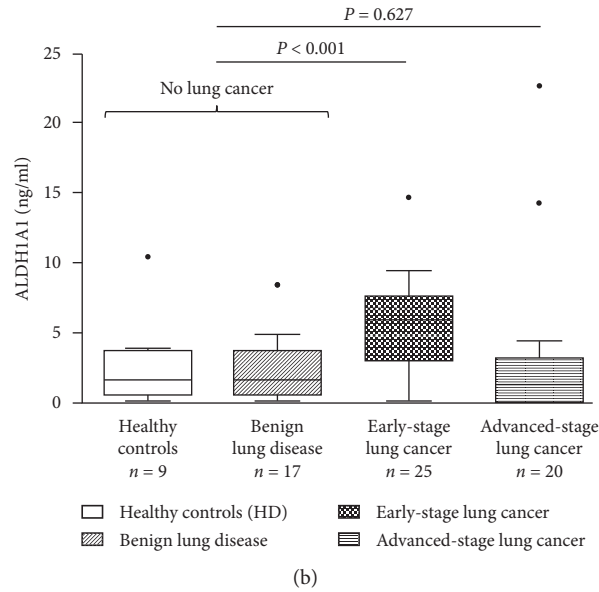 P = 0.627
P < 0.001
No lung cancer
25
20
15
10
5
0
ALDH1A1 (ng/ml)
Healthy controls n = 9
Benign lung disease n = 17
Early-stage lung cancer n = 25
Advanced-stage lung cancer n = 20
Healthy controls (HD)
Benign lung disease
Early-stage lung cancer
Advanced-stage lung cancer
(b)